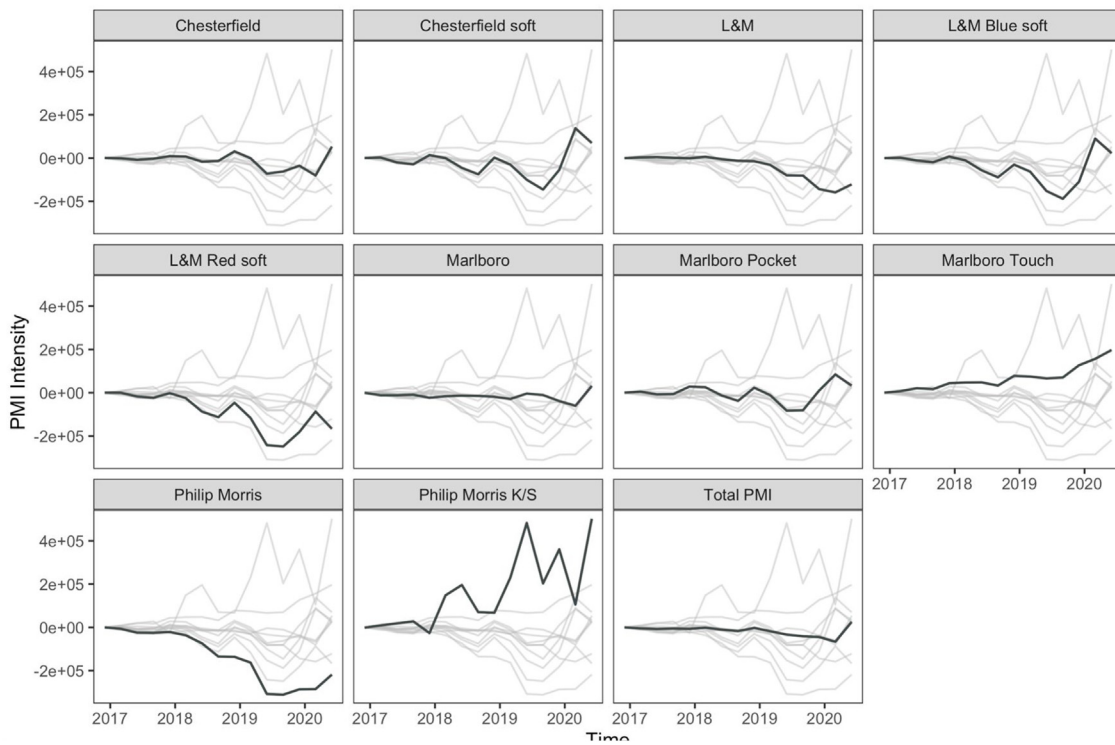 Chesterfield
Chesterfield soft
L&M
L&M Blue soft
4e+05
2e+05
0e+00
-2e+05
L&M Red soft
Marlboro
Marlboro Pocket
Marlboro Touch
4e+05
2e+05
0e+00
-2e+05
PMI Intensity
2017 2018 2019 2020
Philip Morris
Philip Morris K/S
Total PMI
4e+05
2e+05
0e+00
-2e+05
2017 2018 2019 2020
2017 2018 2019 2020
2017 2018 2019 2020
Time